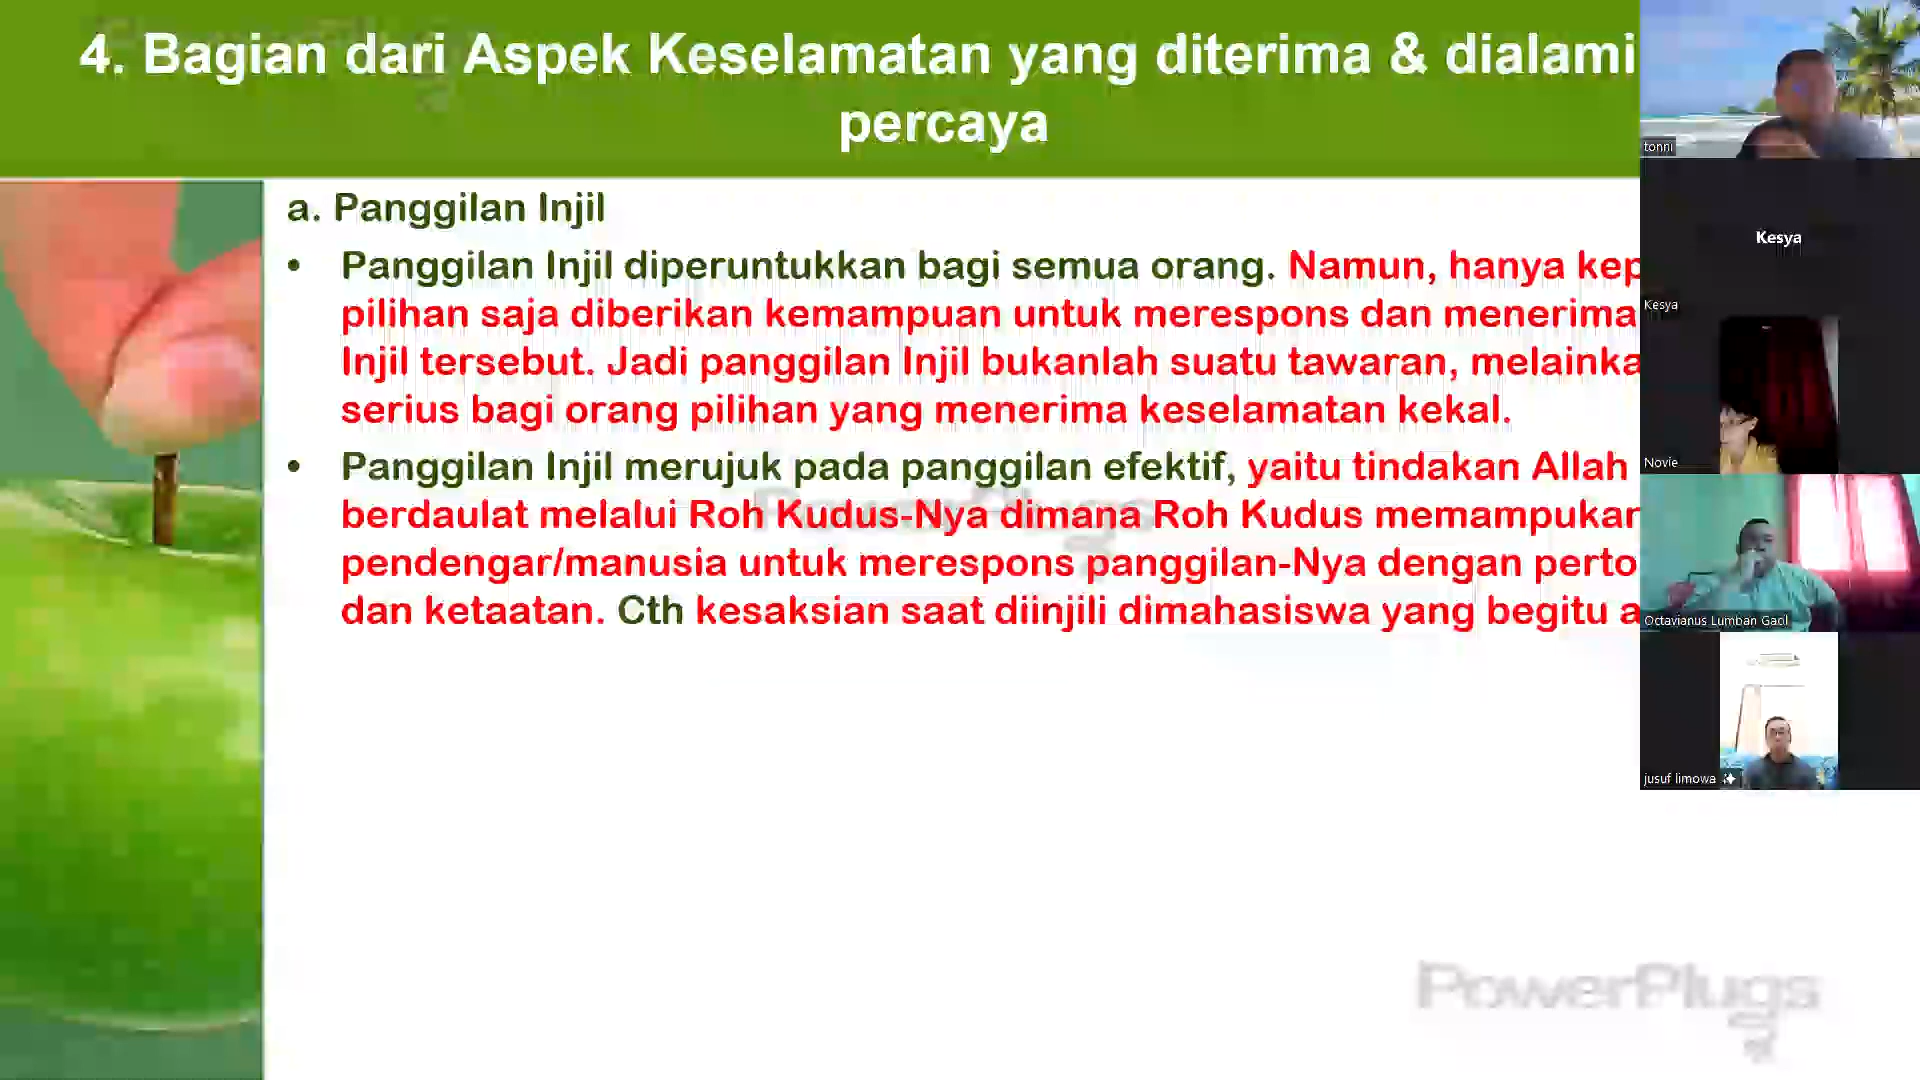 4. Bagian dari Aspek Keselamatan yang diterima & dialami
percaya
a. Panggilan Injil
• Panggilan Injil diperuntukkan bagi semua orang. Namun, hanya
pilihan saja diberikan kemampuan untuk merespons dan menerima
Injil tersebut. Jadi panggilan Injil bukanlah suatu tawaran,
serius bagi orang pilihan yang menerima keselamatan kekal.
• Panggilan Injil merujuk pada panggilan efektif, yaitu tindakan Allah
berdaulat melalui Roh Kudus-Nya dimana Roh Kudus
pendengar/manusia untuk merespons panggilan-Nya dengan
dan ketaatan. Cth kesaksian saat diinjili dimahasiswa yang begitu
PowerPlugs
PowerPlugs
tonni
Kesya
Kesya
Novie
Octavianus Lumban Gaol
jusuf limowa